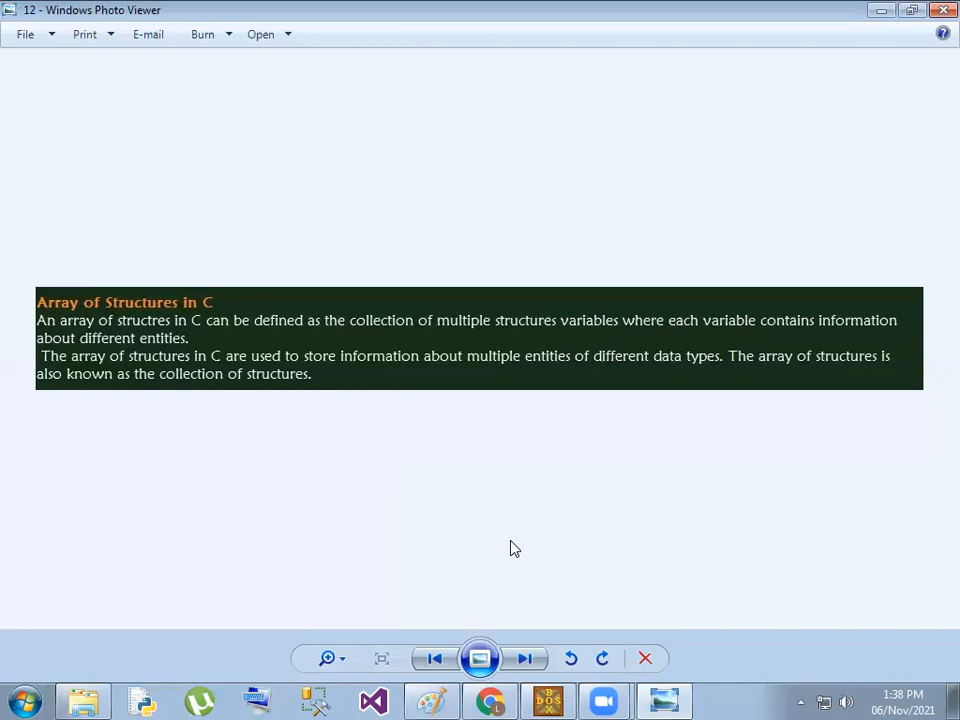 12 - Windows Photo Viewer
File Print E-mail Burn Open
Array of Structures in C
An array of structres in C can be defined as the collection of multiple structures variables where each variable contains information
about different entities.
The array of structures in C are used to store information about multiple entities of different data types. The array of structures is
also known as the collection of structures.
DOS
1:38 PM
06/Nov/2021